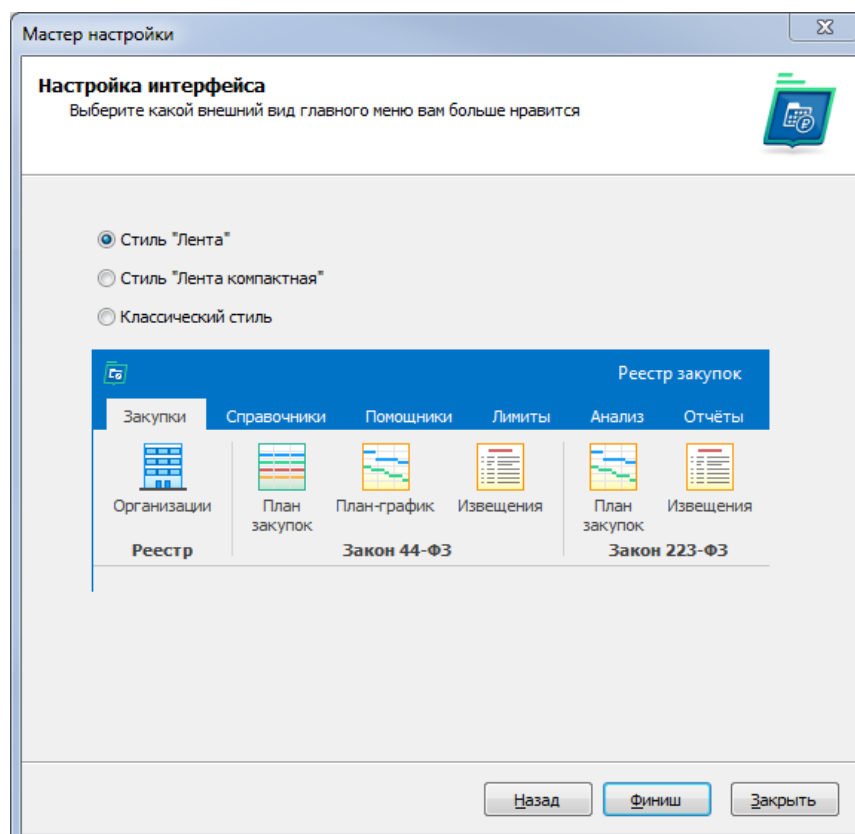 Мастер настройки
Настройка интерфейса
Выберите какой внешний вид главного меню вам больше нравится
Стиль "Лента"
Стиль "Лента компактная"
Классический стиль
Реестр закупок
Закупки Справочники Помощники Лимиты Анализ Отчёты
Организации План закупок План-график Извещения План закупок Извещения
Реестр Закон 44-ФЗ Закон 223-ФЗ
Назад Финиш Закрыть